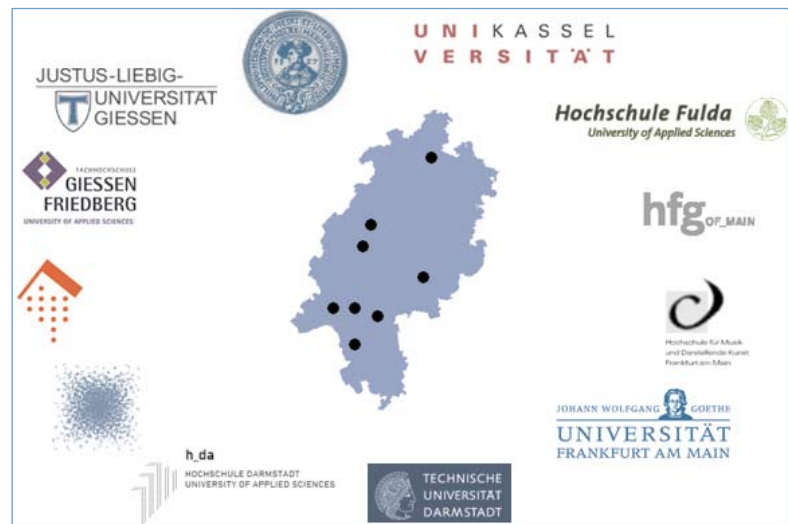 UNIKASSEL
VERSITÄT
JUSTUS-LIEBIG-
UNIVERSITÄT
GIESSEN
Hochschule Fulda
University of Applied Sciences
FACHHOCHSCHULE
GIESSEN
FRIEDBERG
UNIVERSITY OF APPLIED SCIENCES
hfg
OF_MAIN
Hochschule für Musik
und Darstellende Kunst
Frankfurt am Main
JOHANN WOLFGANG GOETHE
UNIVERSITÄT
FRANKFURT AM MAIN
h_da
HOCHSCHULE DARMSTADT
UNIVERSITY OF APPLIED SCIENCES
TECHNISCHE
UNIVERSITÄT
DARMSTADT